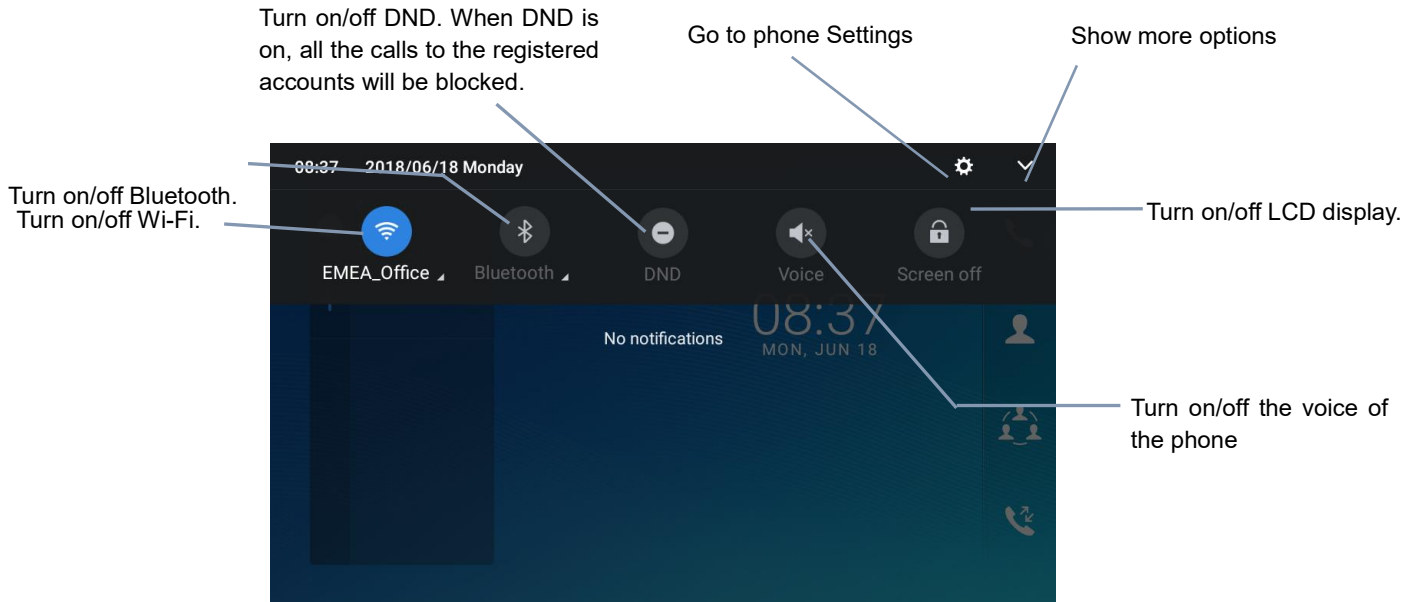 Turn on/off DND. When DND is
on, all the calls to the registered
accounts will be blocked.
Go to phone Settings
Show more options
08:37 2018/06/18 Monday
Turn on/off Bluetooth.
Turn on/off Wi-Fi.
Turn on/off LCD display.
EMEA_Office
Bluetooth
DND
Voice
Screen off
08:37
No notifications
MON, JUN 18
Turn on/off the voice of
the phone